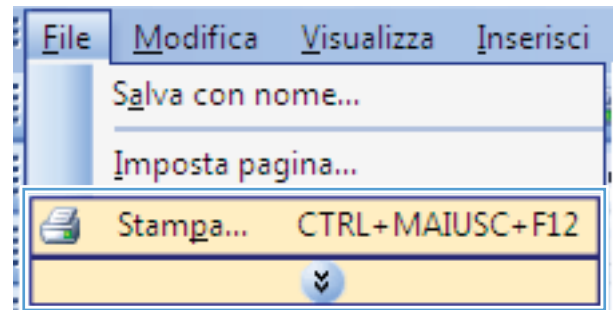 File Modifica Visualizza Inserisci
Salva con nome...
Imposta pagina...
Stampa... CTRL+MAIUSC+F12